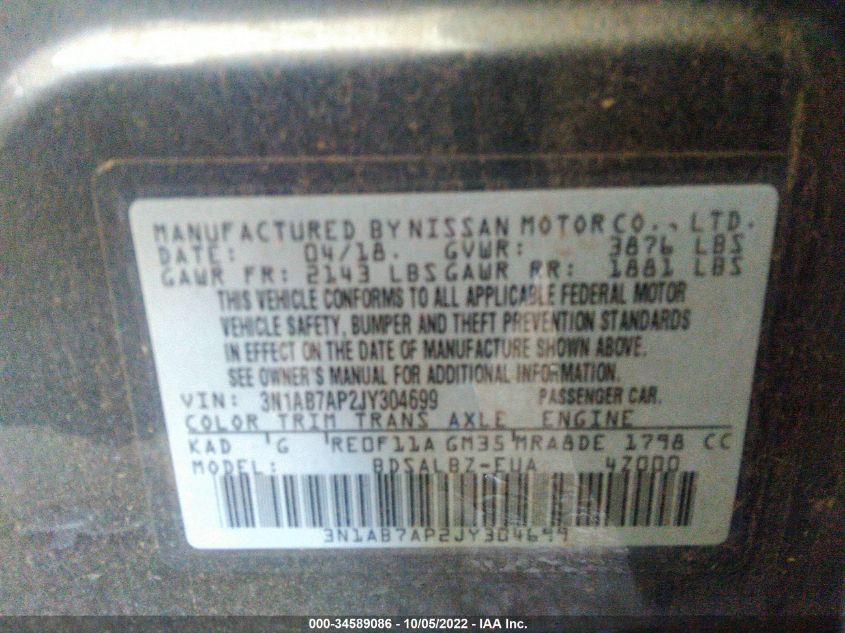 MANUFACTURED BY NISSAN MOTOR CO., LTD.
DATE: 04/18. GVWR: 3876 LBS
GAWR FR: 2143 LBS GAWR RR: 1881 LBS
THIS VEHICLE CONFORMS TO ALL APPLICABLE FEDERAL MOTOR
VEHICLE SAFETY, BUMPER AND THEFT PREVENTION STANDARDS
IN EFFECT ON THE DATE OF MANUFACTURE SHOWN ABOVE.
SEE OWNER'S MANUAL FOR ADDITIONAL INFORMATION.
VIN: 3N1AB7AP2JY304699 PASSENGER CAR.
COLOR TRIM TRANS AXLE ENGINE
KAD G RE0F11A GM35 MRA8DE 1798 CC
MODEL: BDSALBZ-EUA 4Z000
3N1AB7AP2JY304699
000-34589086 - 10/05/2022 - IAA Inc.